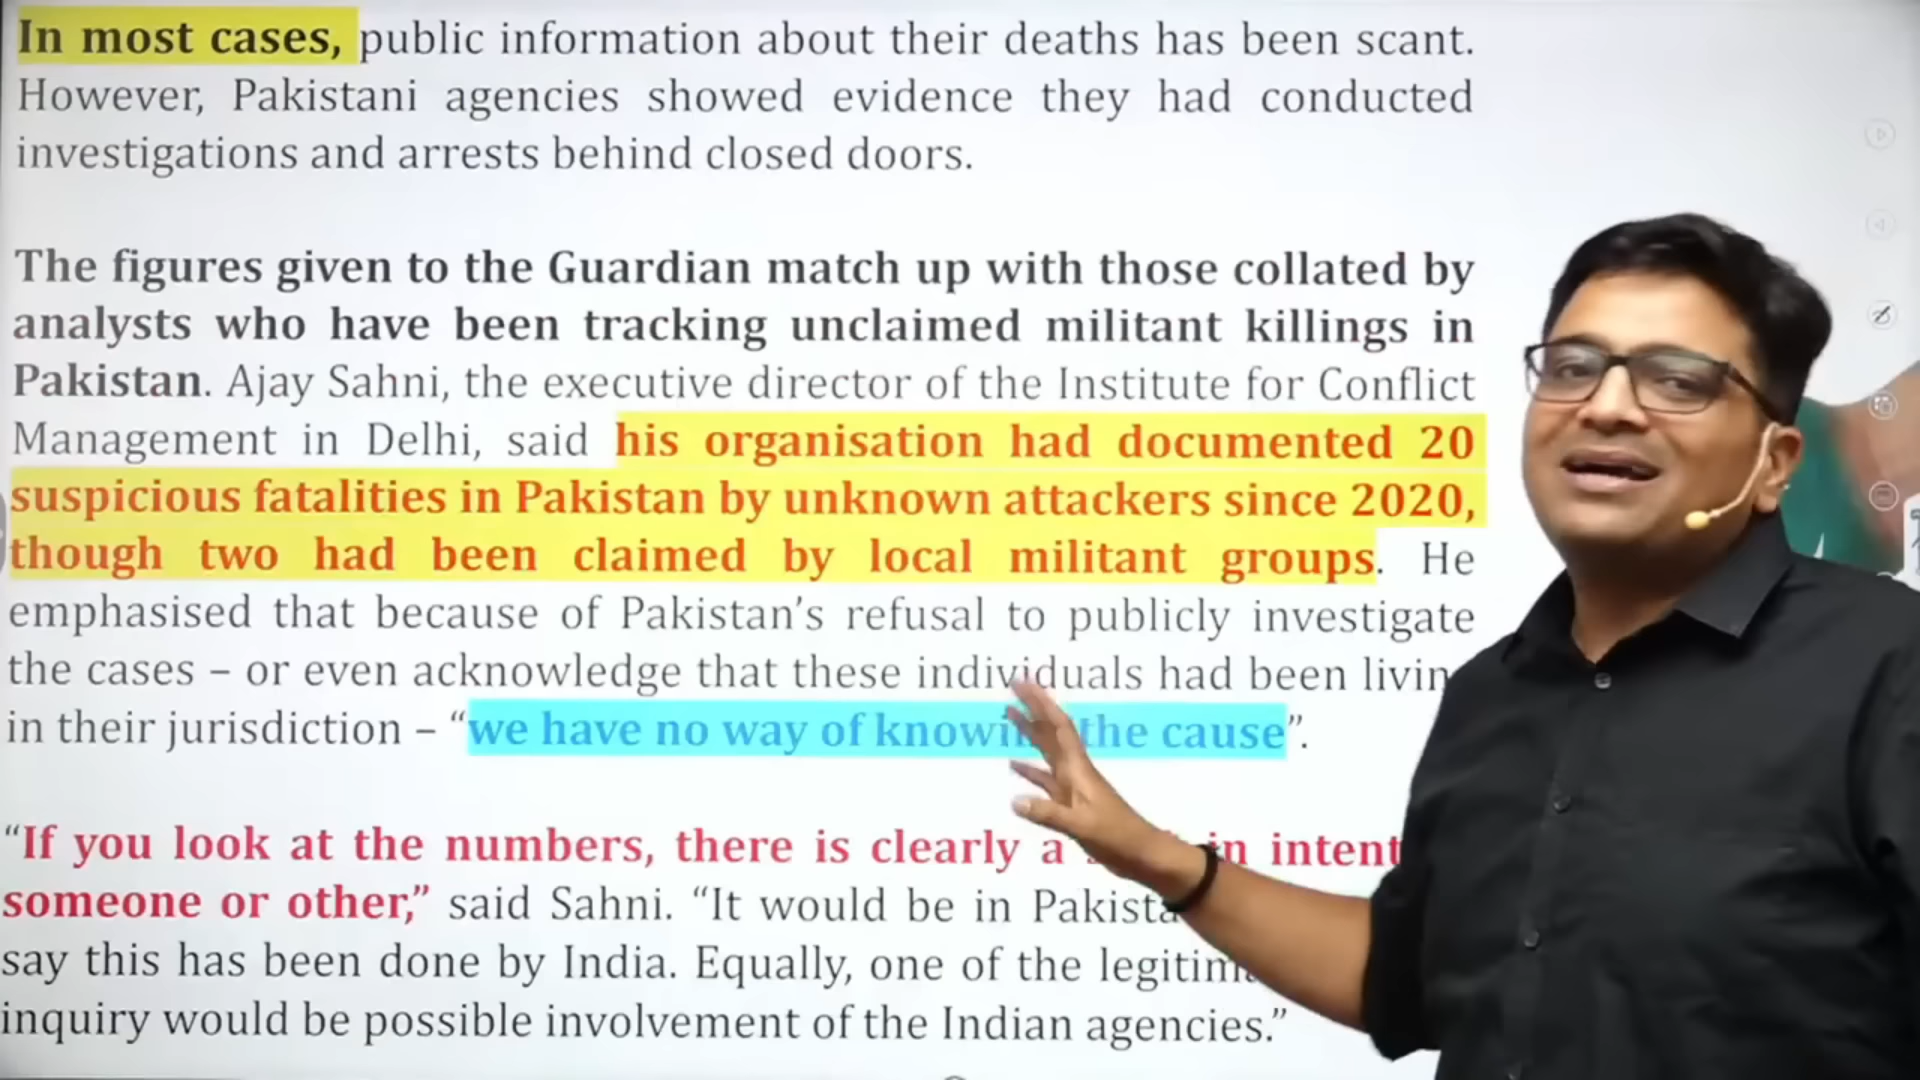 In most cases, public information about their deaths has been scant.
However, Pakistani agencies showed evidence they had conducted
investigations and arrests behind closed doors.
The figures given to the Guardian match up with those collated by
analysts who have been tracking unclaimed militant killings in
Pakistan. Ajay Sahni, the executive director of the Institute for Conflict
Management in Delhi, said his organisation had documented 20
suspicious fatalities in Pakistan by unknown attackers since 2020,
though two had been claimed by local militant groups. He
emphasised that because of Pakistan’s refusal to publicly investigate
the cases – or even acknowledge that these individuals had been
in their jurisdiction – “we have no way of the cause”.
“If you look at the numbers, there is clearly a in intent
someone or other,” said Sahni. “It would be in
say this has been done by India. Equally, one of the
inquiry would be possible involvement of the Indian agencies.”